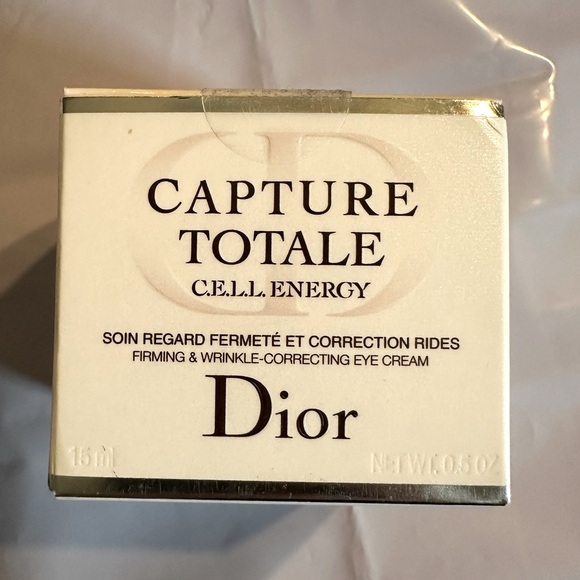 CAPTURE
TOTALE
C.E.L.L. ENERGY
SOIN REGARD FERMETÉ ET CORRECTION RIDES
FIRMING & WRINKLE-CORRECTING EYE CREAM
Dior
15 ml NET WT. 0.5 OZ